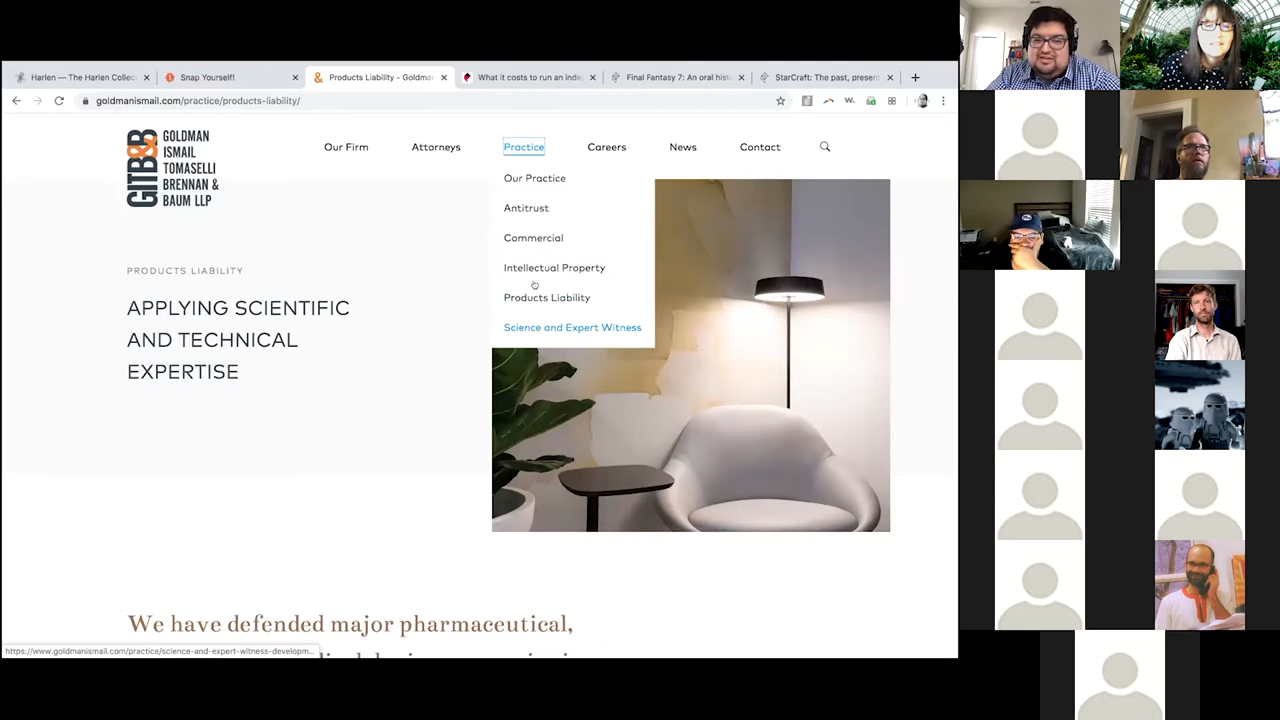 Harlen — The Harlen Collec
Snap Yourself!
Products Liability - Goldman
What it costs to run an inde
Final Fantasy 7: An oral hist
StarCraft: The past, present
goldmanismail.com/practice/products-liability/
GITB&B
GOLDMAN
ISMAIL
TOMASELLI
BRENNAN &
BAUM LLP
Our Firm
Attorneys
Practice
Careers
News
Contact
Our Practice
Antitrust
Commercial
Intellectual Property
Products Liability
Science and Expert Witness
PRODUCTS LIABILITY
APPLYING SCIENTIFIC
AND TECHNICAL
EXPERTISE
We have defended major pharmaceutical,
https://www.goldmanismail.com/practice/science-and-expert-witness-developm...